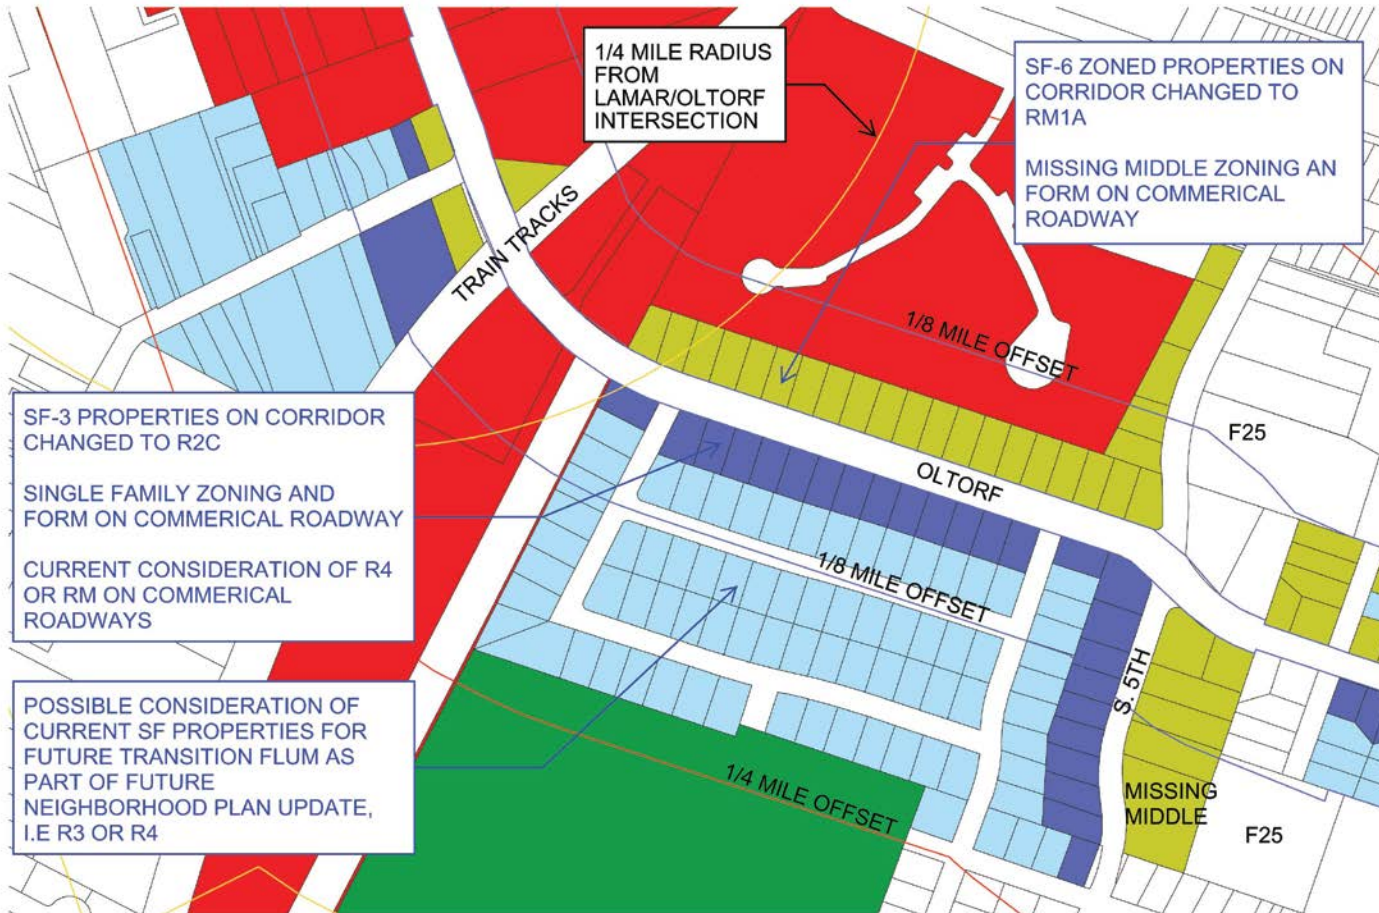 1/4 MILE RADIUS
FROM
LAMAR/OLTORF
INTERSECTION
SF-6 ZONED PROPERTIES ON
CORRIDOR CHANGED TO
RM1A
MISSING MIDDLE ZONING AN
FORM ON COMMERICAL
ROADWAY
TRAIN TRACKS
1/8 MILE OFFSET
F25
SF-3 PROPERTIES ON CORRIDOR
CHANGED TO R2C
SINGLE FAMILY ZONING AND
FORM ON COMMERICAL ROADWAY
CURRENT CONSIDERATION OF R4
OR RM ON COMMERICAL
ROADWAYS
OLTORF
1/8 MILE OFFSET
S. 5TH
POSSIBLE CONSIDERATION OF
CURRENT SF PROPERTIES FOR
FUTURE TRANSITION FLUM AS
PART OF FUTURE
NEIGHBORHOOD PLAN UPDATE,
I.E R3 OR R4
1/4 MILE OFFSET
MISSING
MIDDLE
F25